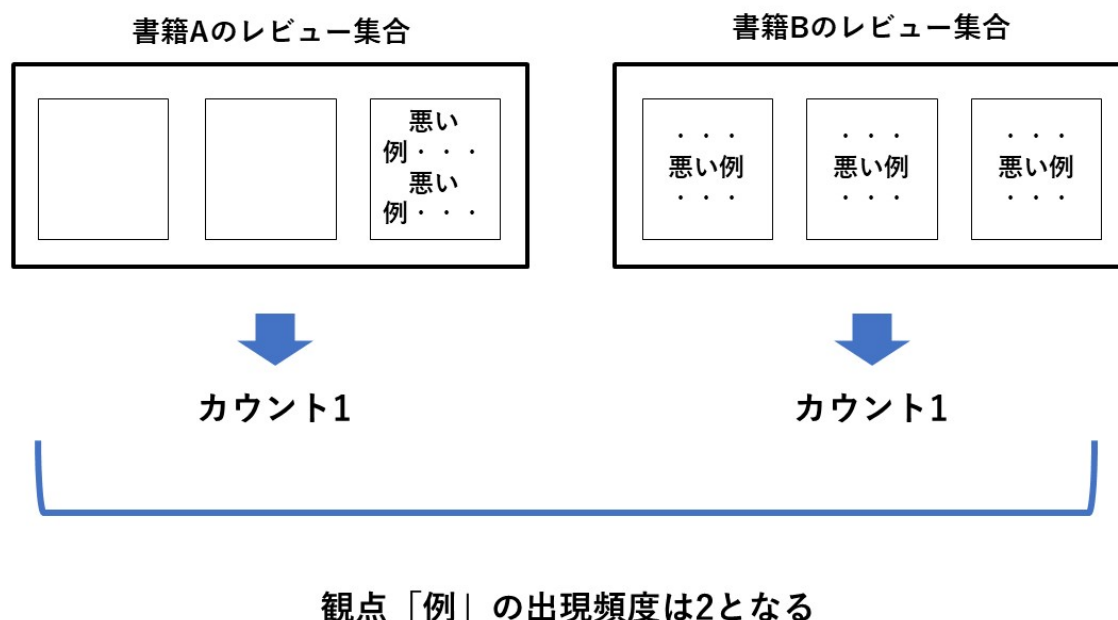 書籍Aのレビュー集合
悪い
例・・・
悪い
例・・・
カウント1
書籍Bのレビュー集合
・・・
悪い例
・・・
・・・
悪い例
・・・
・・・
悪い例
・・・
カウント1
観点「例」の出現頻度は2となる